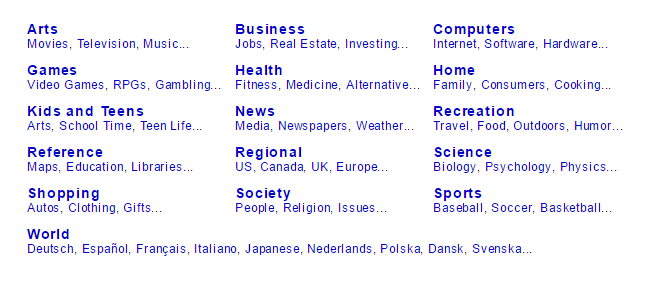 Arts Business Computers
Movies, Television, Music... Jobs, Real Estate, Investing... Internet, Software, Hardware...
Games Health Home
Video Games, RPGs, Gambling... Fitness, Medicine, Alternative... Family, Consumers, Cooking...
Kids and Teens News Recreation
Arts, School Time, Teen Life... Media, Newspapers, Weather... Travel, Food, Outdoors, Humor...
Reference Regional Science
Maps, Education, Libraries... US, Canada, UK, Europe... Biology, Psychology, Physics...
Shopping Society Sports
Autos, Clothing, Gifts... People, Religion, Issues... Baseball, Soccer, Basketball...
World
Deutsch, Español, Français, Italiano, Japanese, Nederlands, Polska, Dansk, Svenska...